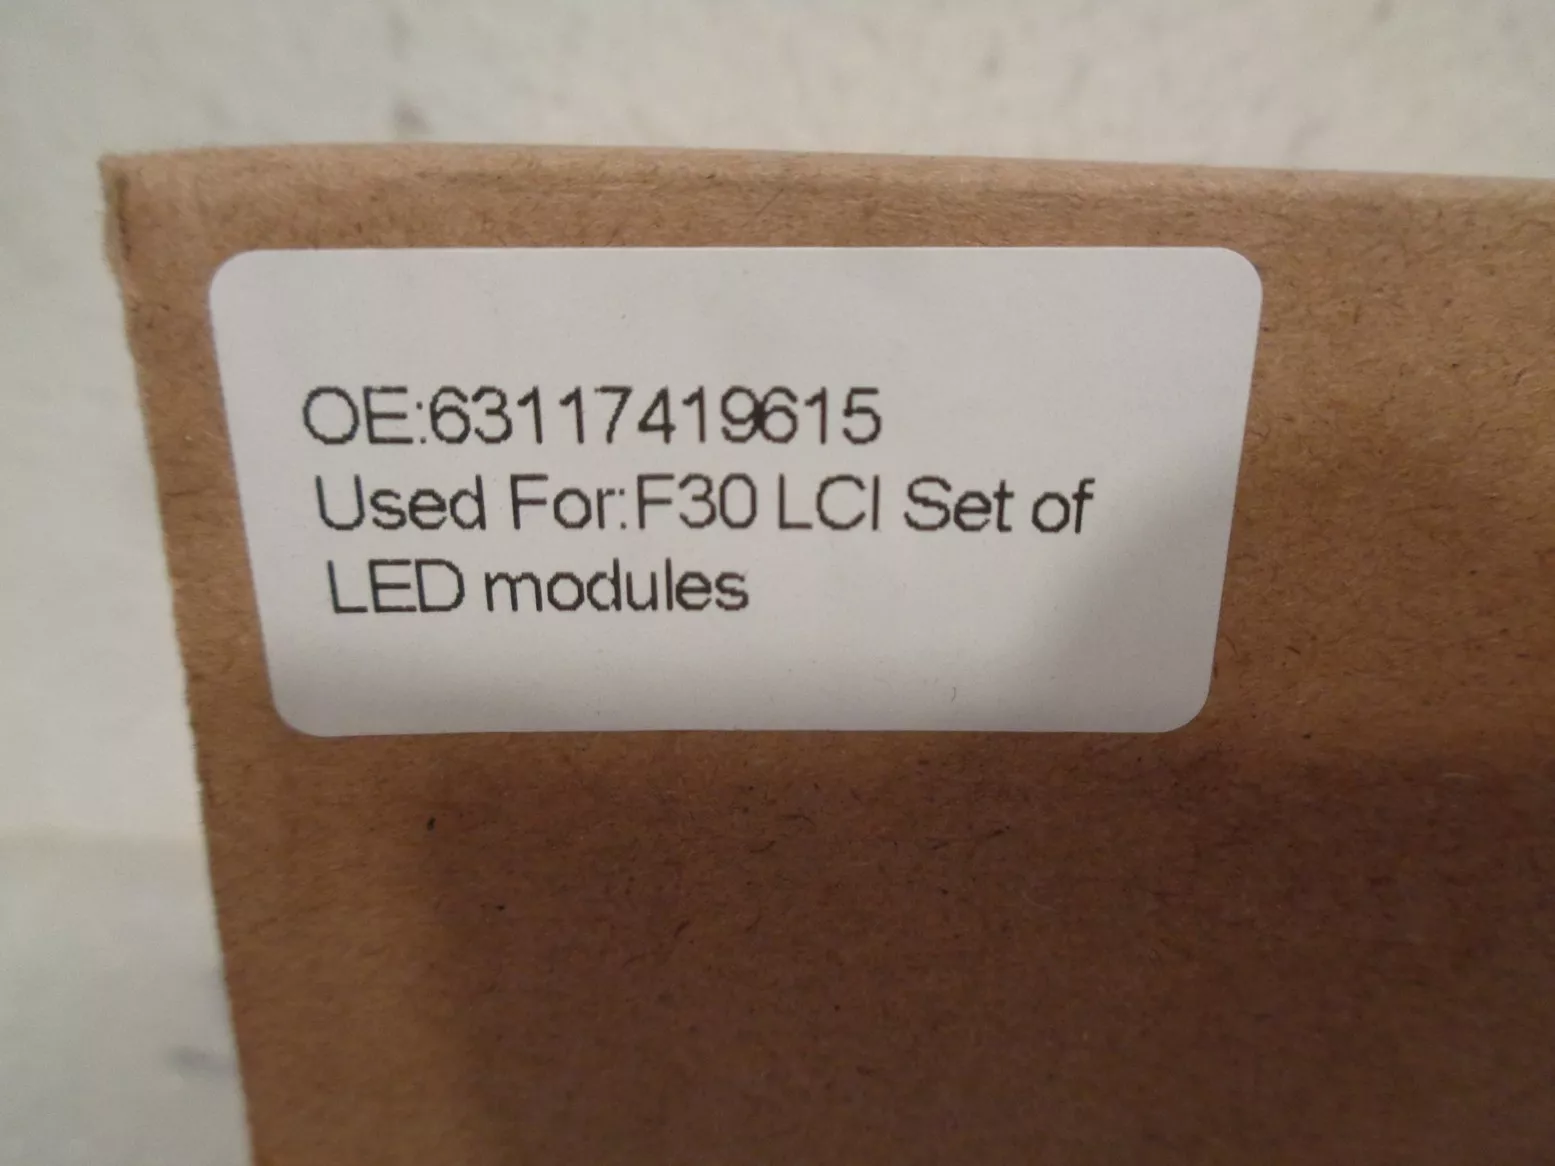 OE:63117419615
Used For:F30 LCI Set of
LED modules